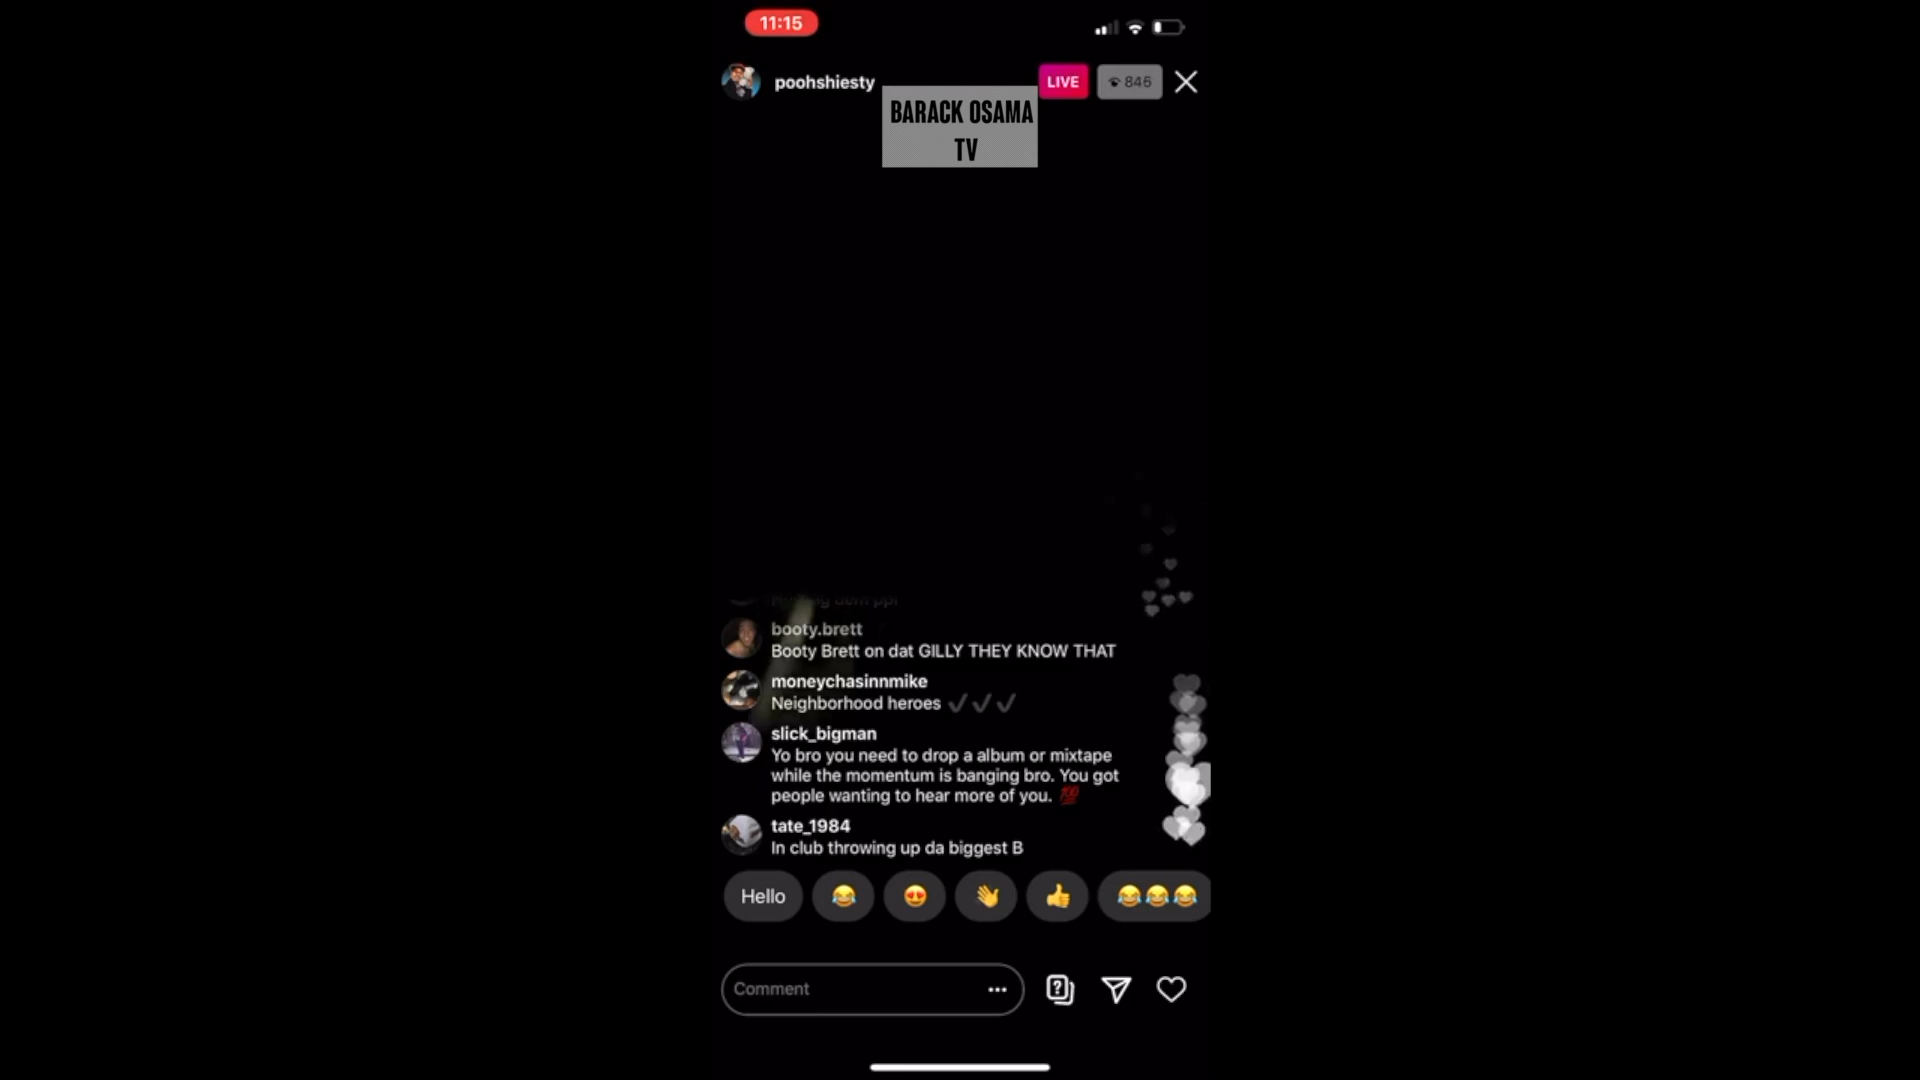 11:15
poohshiesty
LIVE
846
BARACK OSAMA
TV
booty.brett
Booty Brett on dat GILLY THEY KNOW THAT
moneychasinnmike
Neighborhood heroes ✔✔✔
slick_bigman
Yo bro you need to drop a album or mixtape
while the momentum is banging bro. You got
people wanting to hear more of you. 💯
tate_1984
In club throwing up da biggest B
Hello 😂 😍 👋 👍 😂😂😂
Comment